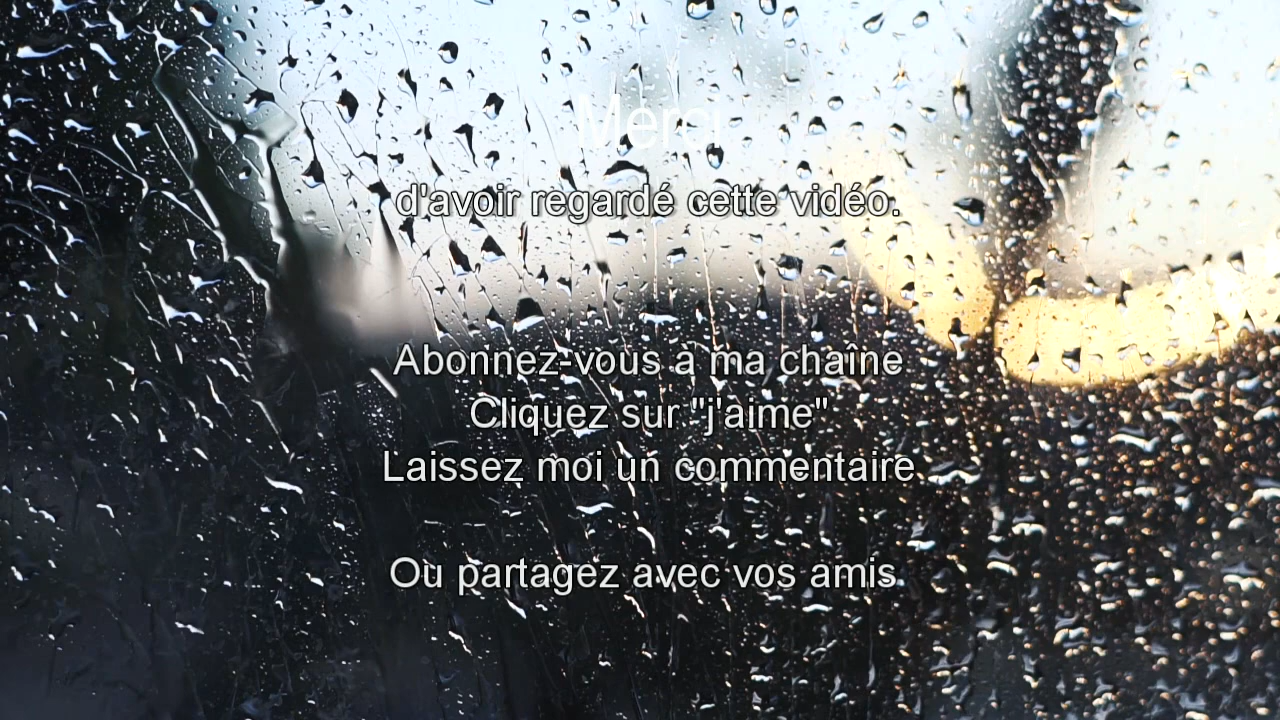 Merci
d'avoir regardé cette vidéo.
Abonnez-vous à ma chaîne
Cliquez sur "j'aime"
Laissez moi un commentaire
Où partagez avec vos amis